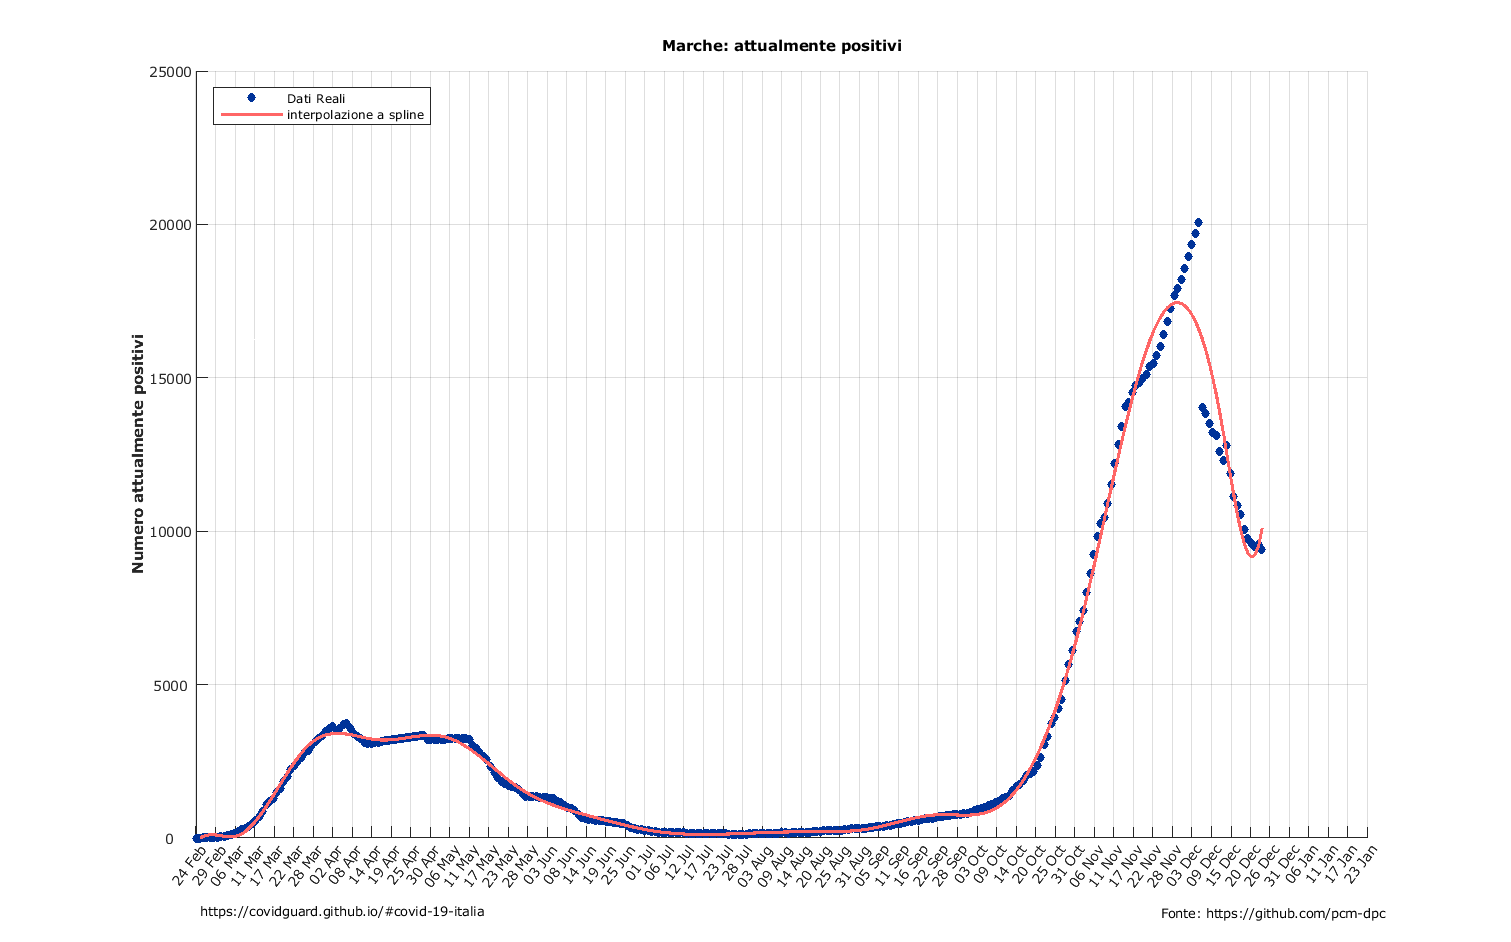 Marche: attualmente positivi
Dati Reali
interpolazione a spline
Numero attualmente positivi
25000
20000
15000
10000
5000
0
24 Feb
29 Feb
06 Mar
11 Mar
17 Mar
22 Mar
28 Mar
02 Apr
08 Apr
14 Apr
19 Apr
25 Apr
30 Apr
06 May
11 May
17 May
23 May
28 May
03 Jun
08 Jun
14 Jun
19 Jun
25 Jun
01 Jul
06 Jul
12 Jul
17 Jul
23 Jul
28 Jul
03 Aug
09 Aug
14 Aug
20 Aug
25 Aug
31 Aug
05 Sep
11 Sep
16 Sep
22 Sep
28 Sep
03 Oct
09 Oct
14 Oct
20 Oct
25 Oct
31 Oct
06 Nov
11 Nov
17 Nov
22 Nov
28 Nov
03 Dec
09 Dec
15 Dec
20 Dec
26 Dec
31 Dec
06 Jan
11 Jan
17 Jan
23 Jan
https://covidguard.github.io/#covid-19-italia
Fonte: https://github.com/pcm-dpc